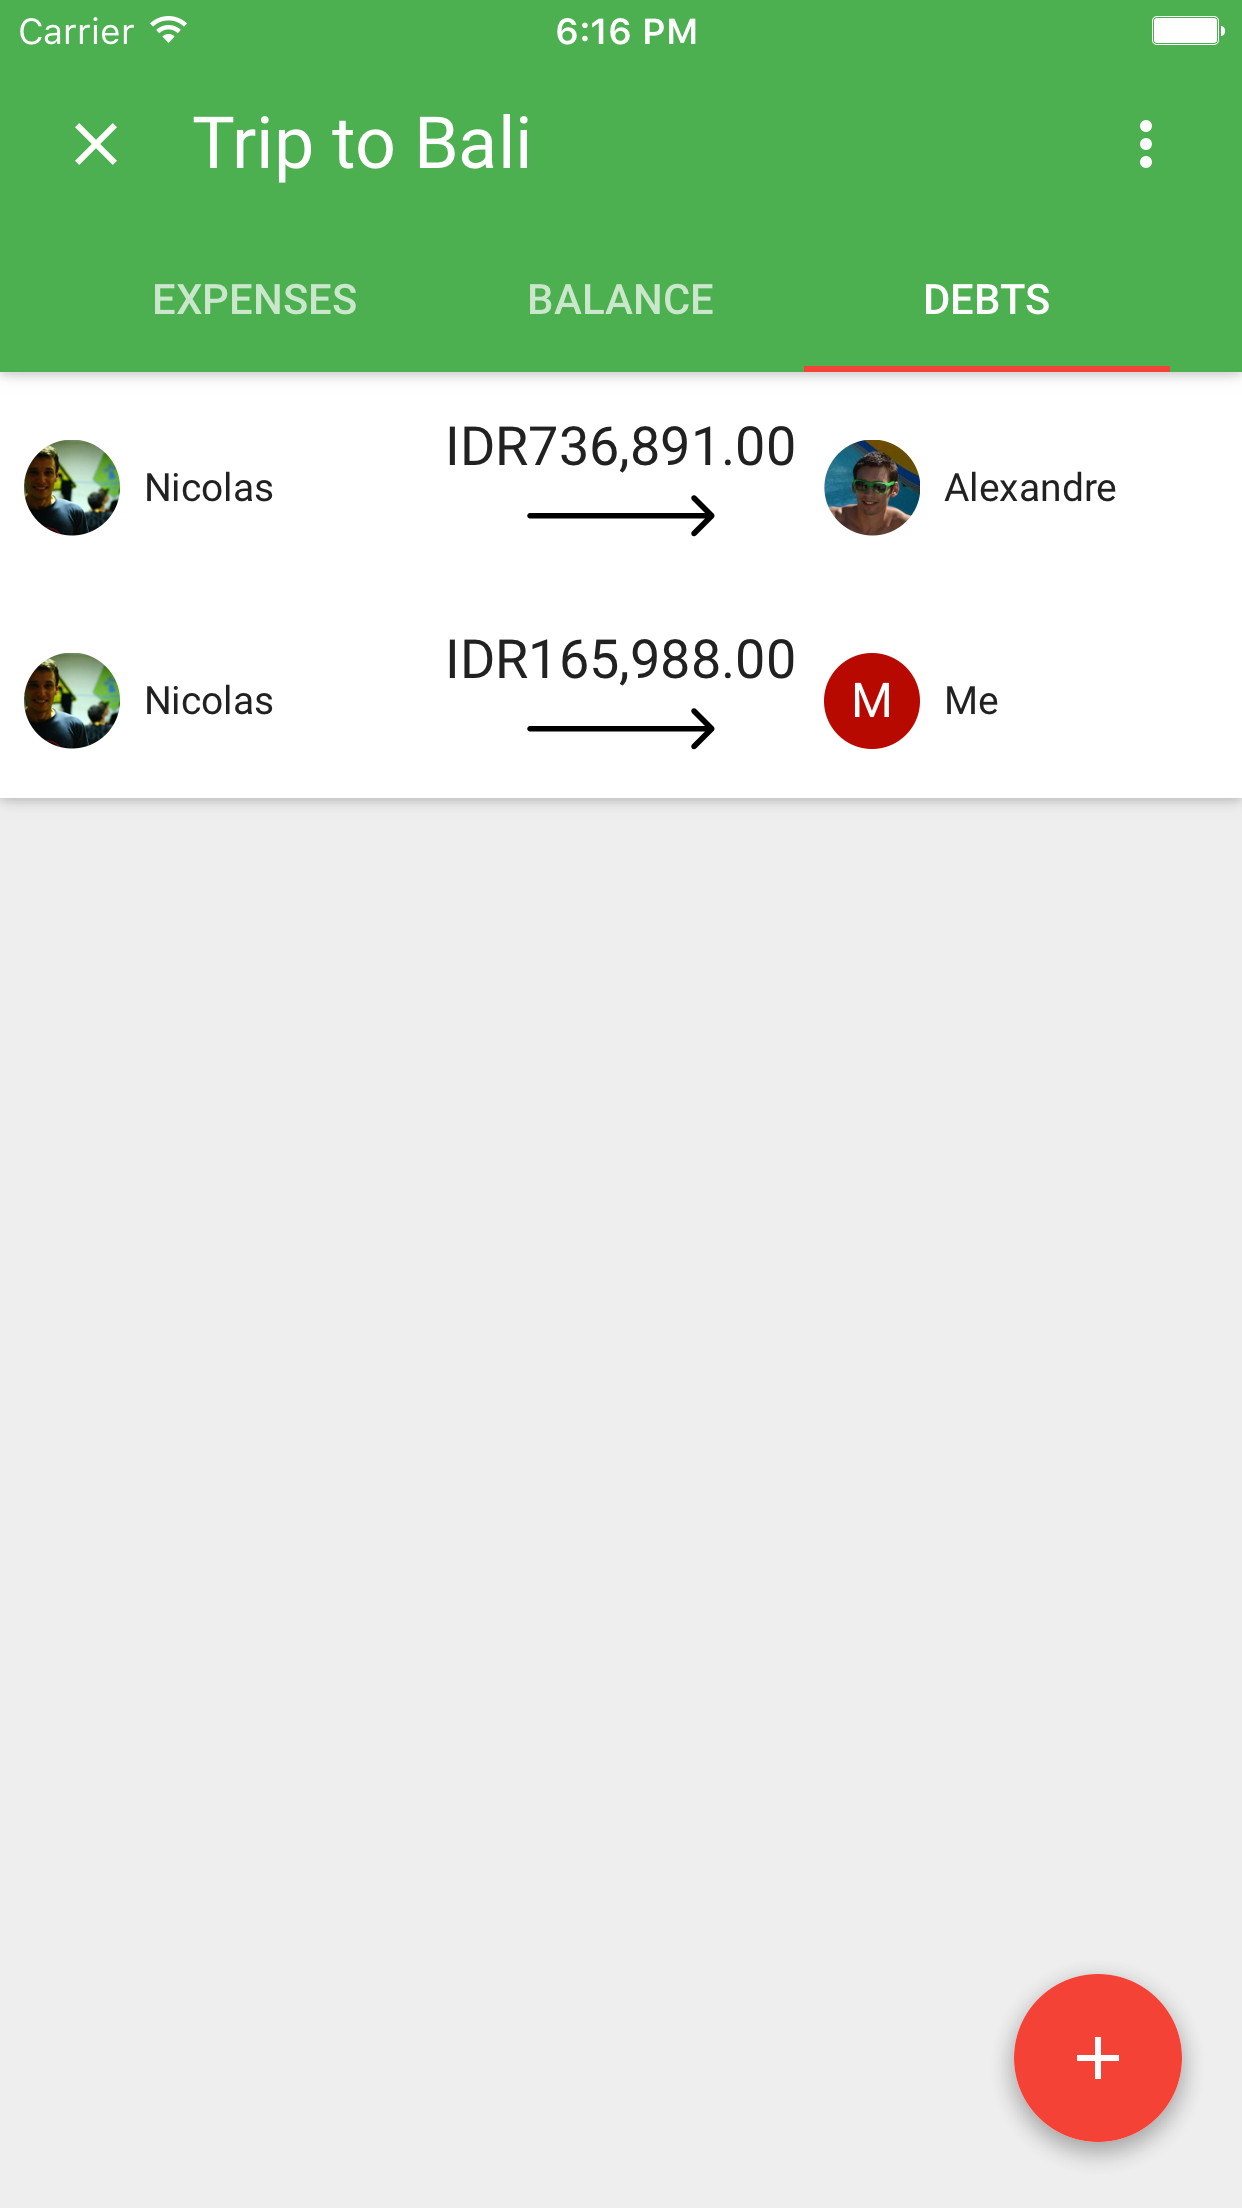 Carrier 6:16 PM
Trip to Bali
EXPENSES BALANCE DEBTS
IDR736,891.00
Nicolas Alexandre
IDR165,988.00
Nicolas M Me